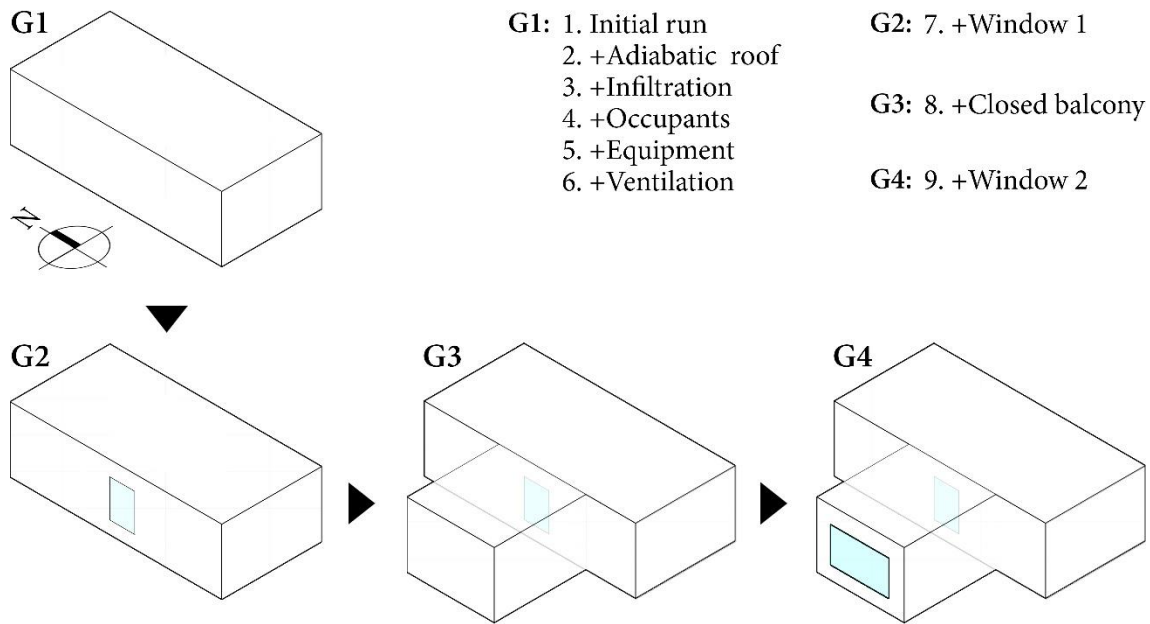 G1
G1: 1. Initial run
2. +Adiabatic roof
3. +Infiltration
4. +Occupants
5. +Equipment
6. +Ventilation
G2: 7. +Window 1
G3: 8. +Closed balcony
G4: 9. +Window 2
N
G2
G3
G4